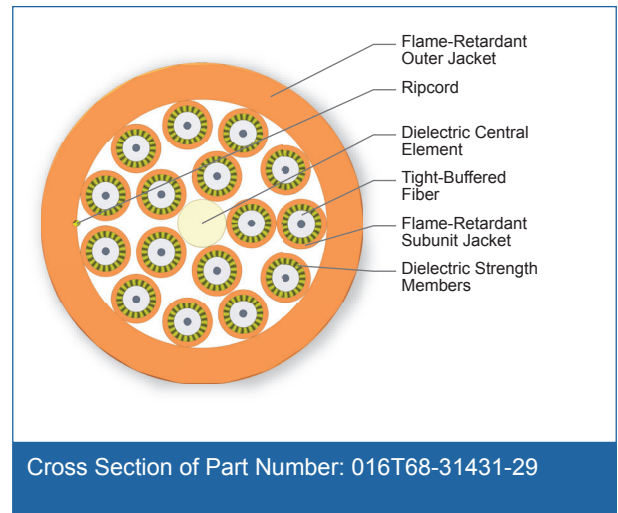 Flame-Retardant
Outer Jacket
Ripcord
Dielectric Central
Element
Tight-Buffered
Fiber
Flame-Retardant
Subunit Jacket
Dielectric Strength
Members
Cross Section of Part Number: 016T68-31431-29